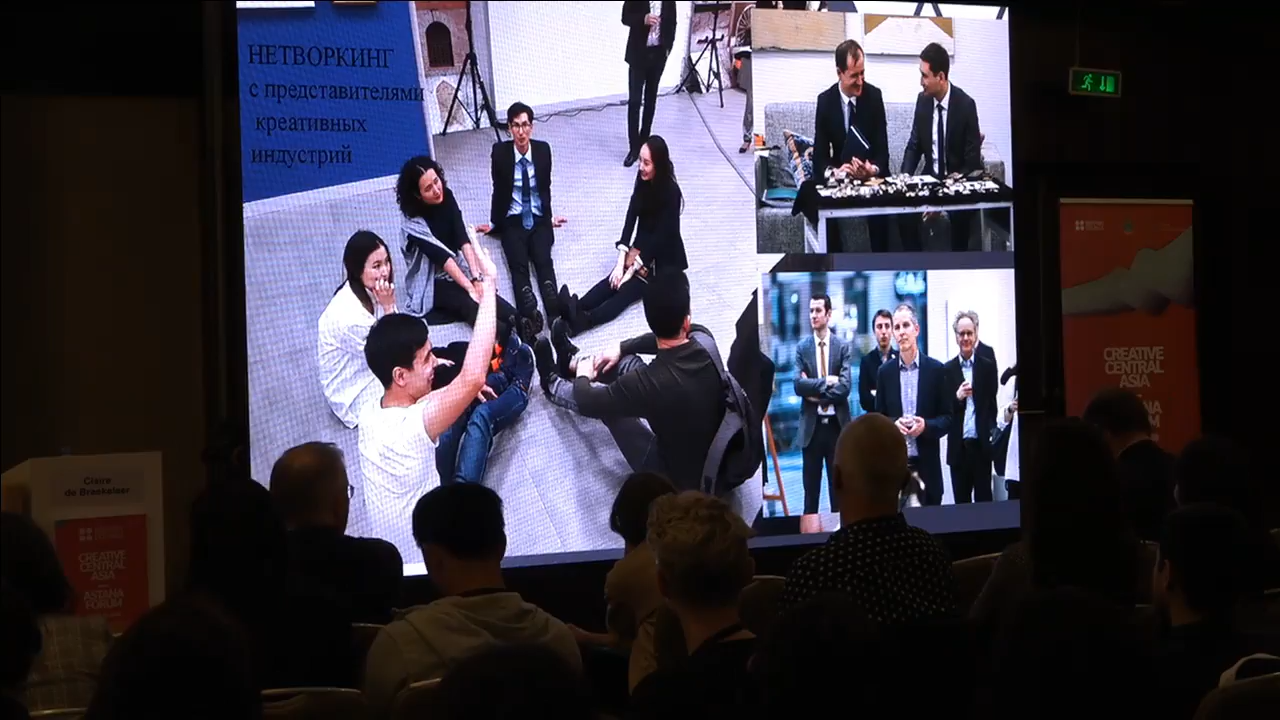 НЕТВОРКИНГ
с представителями
креативных
индустрий
CREATIVE
CENTRAL
ASIA
Claire
de Braekeleer
CREATIVE
CENTRAL
ASIA
ASTANA
FORUM